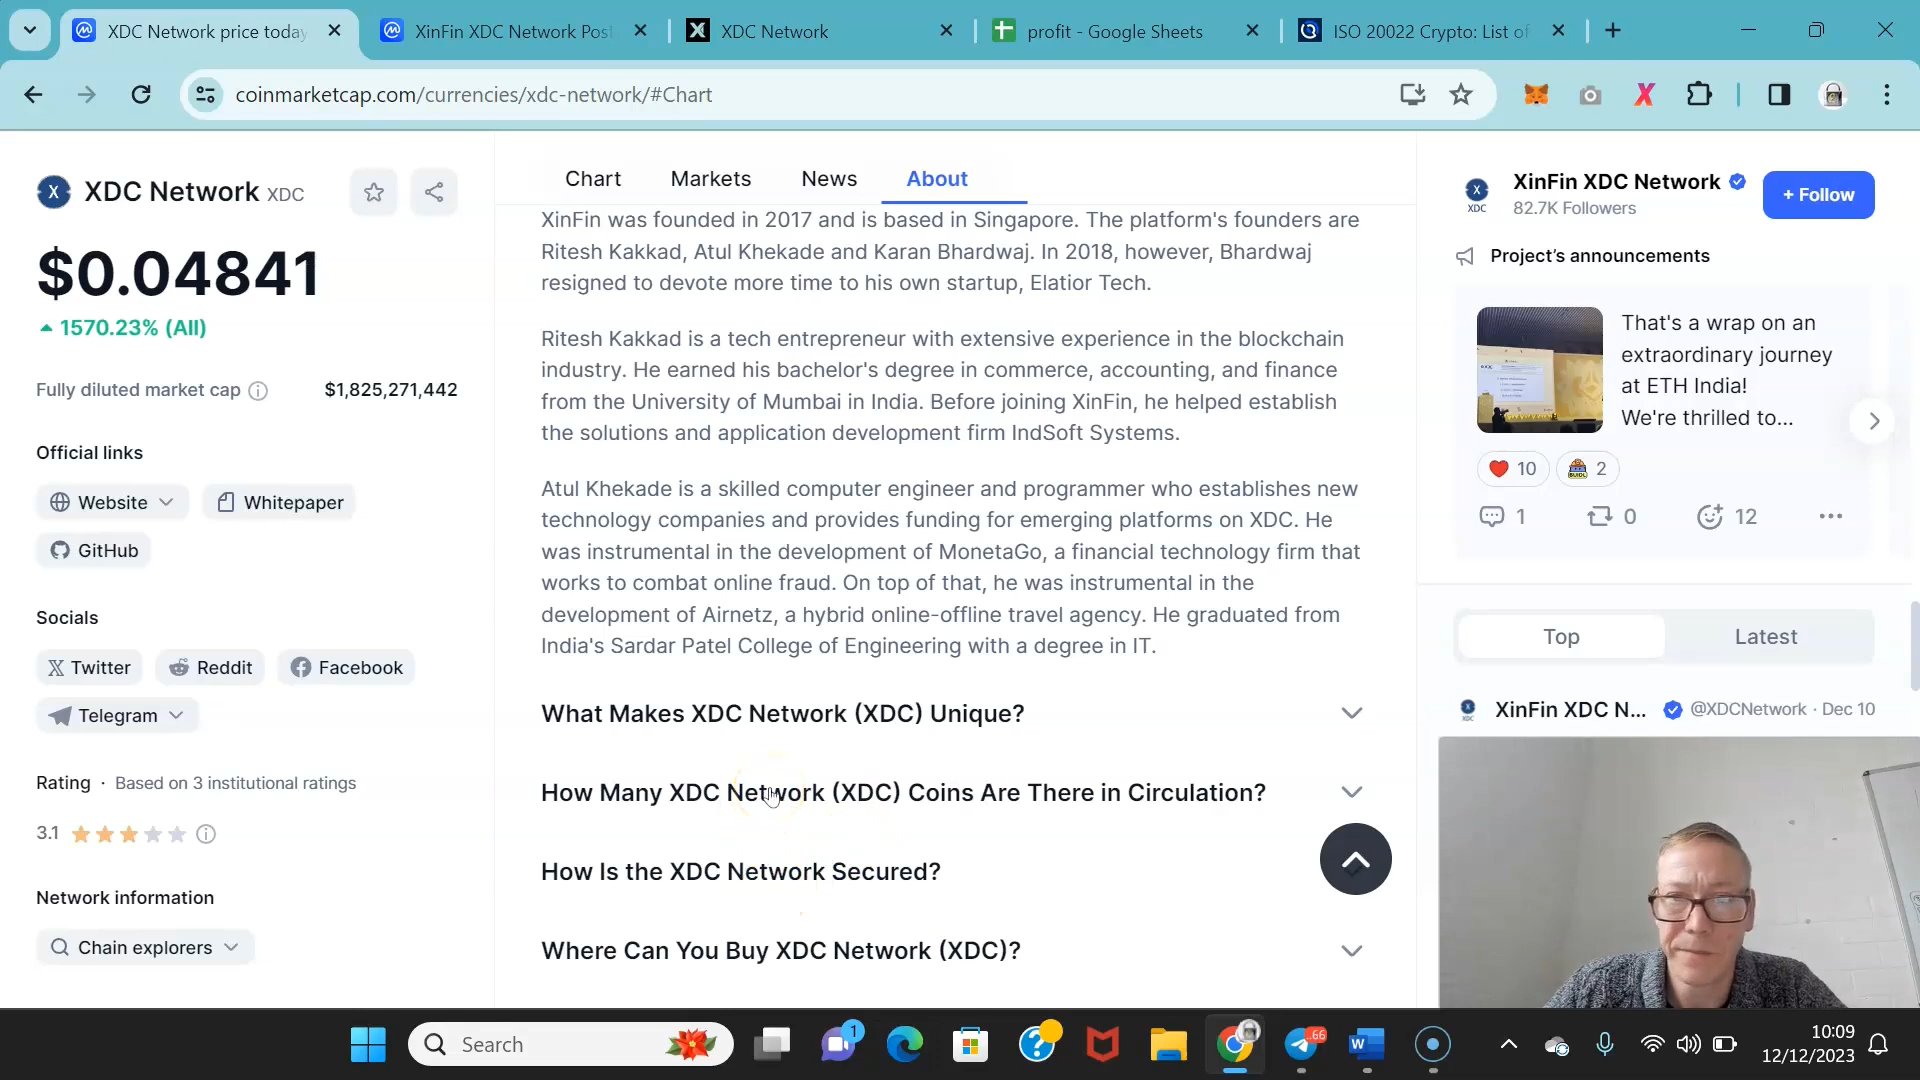 XDC Network price today
XinFin XDC Network Pos
XDC Network
profit - Google Sheets
ISO 20022 Crypto: List of
coinmarketcap.com/currencies/xdc-network/#Chart
XDC Network XDC
$0.04841
1570.23% (All)
Fully diluted market cap
$1,825,271,442
Official links
Website
Whitepaper
GitHub
Socials
Twitter
Reddit
Facebook
Telegram
Rating · Based on 3 institutional ratings
3.1
Network information
Chain explorers
Chart
Markets
News
About
XinFin was founded in 2017 and is based in Singapore. The platform's founders are
Ritesh Kakkad, Atul Khekade and Karan Bhardwaj. In 2018, however, Bhardwaj
resigned to devote more time to his own startup, Elatior Tech.
Ritesh Kakkad is a tech entrepreneur with extensive experience in the blockchain
industry. He earned his bachelor's degree in commerce, accounting, and finance
from the University of Mumbai in India. Before joining XinFin, he helped establish
the solutions and application development firm IndSoft Systems.
Atul Khekade is a skilled computer engineer and programmer who establishes new
technology companies and provides funding for emerging platforms on XDC. He
was instrumental in the development of MonetaGo, a financial technology firm that
works to combat online fraud. On top of that, he was instrumental in the
development of Airnetz, a hybrid online-offline travel agency. He graduated from
India's Sardar Patel College of Engineering with a degree in IT.
What Makes XDC Network (XDC) Unique?
How Many XDC Network (XDC) Coins Are There in Circulation?
How Is the XDC Network Secured?
Where Can You Buy XDC Network (XDC)?
XDC
XinFin XDC Network
82.7K Followers
+ Follow
Project's announcements
That's a wrap on an
extraordinary journey
at ETH India!
We're thrilled to...
10
BUIDL
2
1
0
12
Top
Latest
XDC
XinFin XDC N...
@XDCNetwork · Dec 10
Search
1
66
W
10:09
12/12/2023